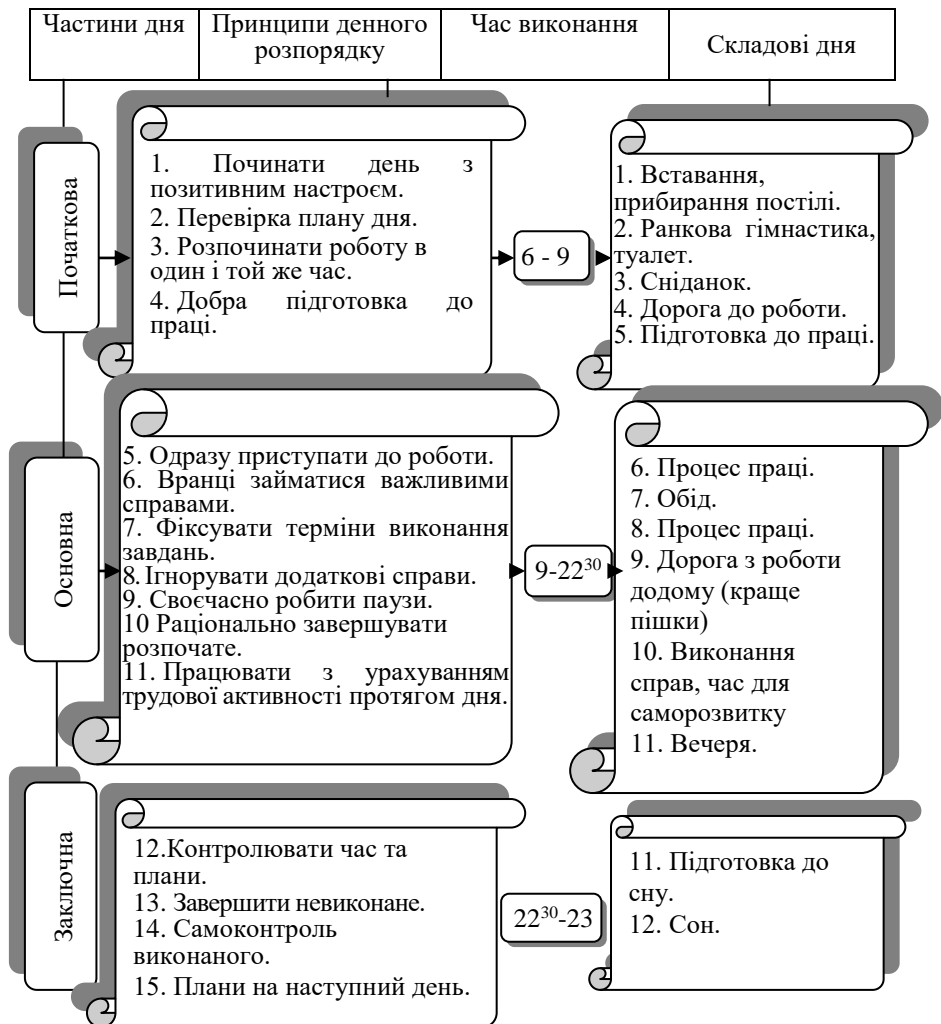 Частини дня
Принципи денного
розпорядку
Час виконання
Складові дня
Початкова
1. Починати день з
позитивним настроєм.
2. Перевірка плану дня.
3. Розпочинати роботу в
один і той же час.
4. Добра підготовка до
праці.
6 - 9
1. Вставання,
прибирання постілі.
2. Ранкова гімнастика,
туалет.
3. Сніданок.
4. Дорога до роботи.
5. Підготовка до праці.
Основна
5. Одразу приступати до роботи.
6. Вранці займатися важливими
справами.
7. Фіксувати терміни виконання
завдань.
8. Ігнорувати додаткові справи.
9. Своєчасно робити паузи.
10 Раціонально завершувати
розпочате.
11. Працювати з урахуванням
трудової активності протягом дня.
9-22³⁰
6. Процес праці.
7. Обід.
8. Процес праці.
9. Дорога з роботи
додому (краще
пішки)
10. Виконання
справ, час для
саморозвитку
11. Вечеря.
Заключна
12.Контролювати час та
плани.
13. Завершити невиконане.
14. Самоконтроль
виконаного.
15. Плани на наступний день.
22³⁰-23
11. Підготовка до
сну.
12. Сон.